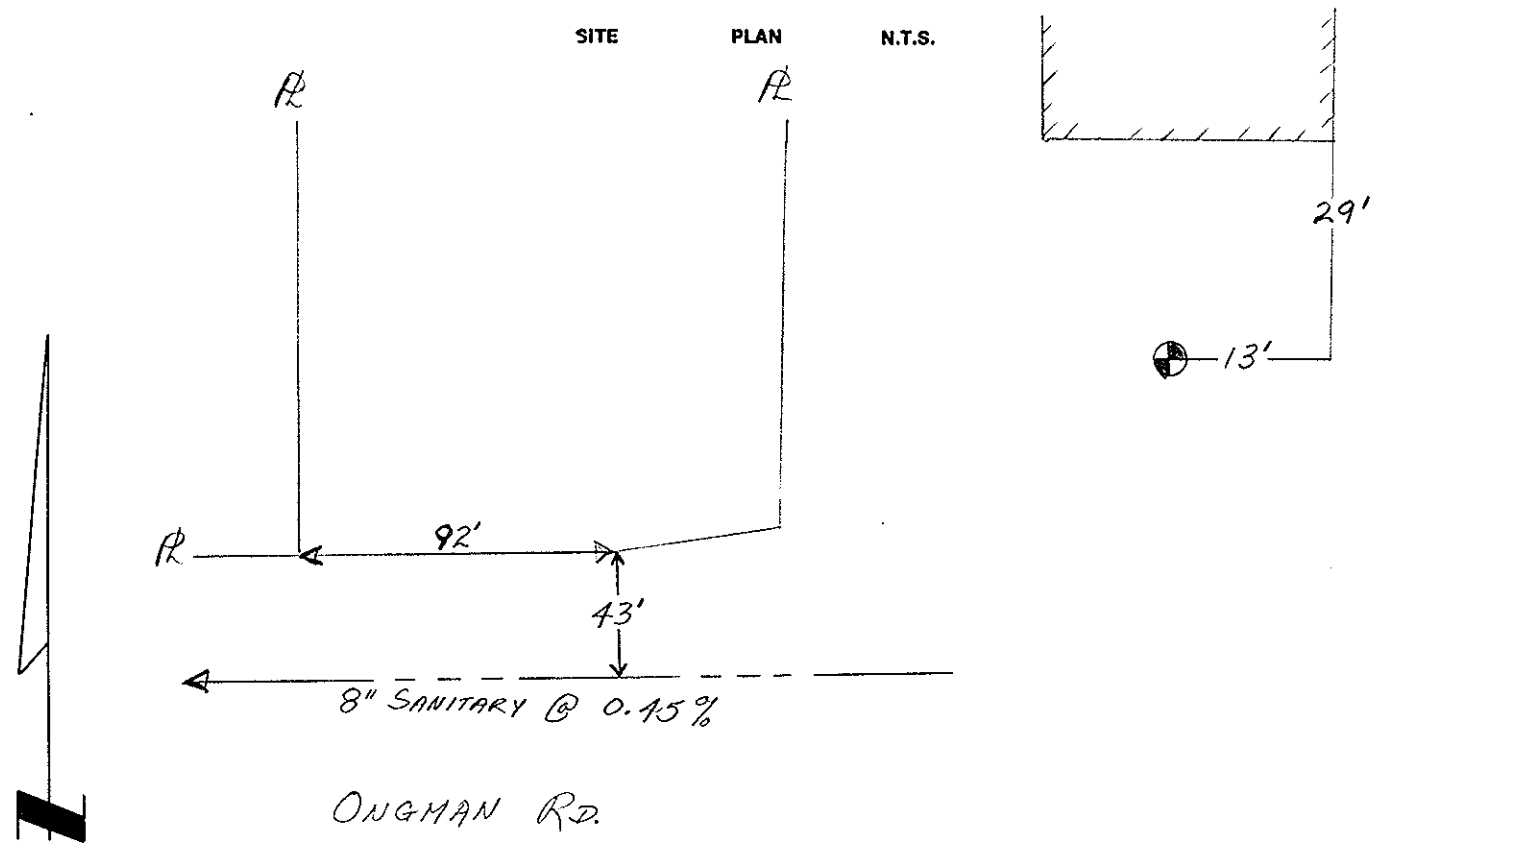 SITE PLAN N.T.S.
PL
PL
29'
13'
PL
92'
43'
8" SANITARY @ 0.45%
ONGMAN RD.
N